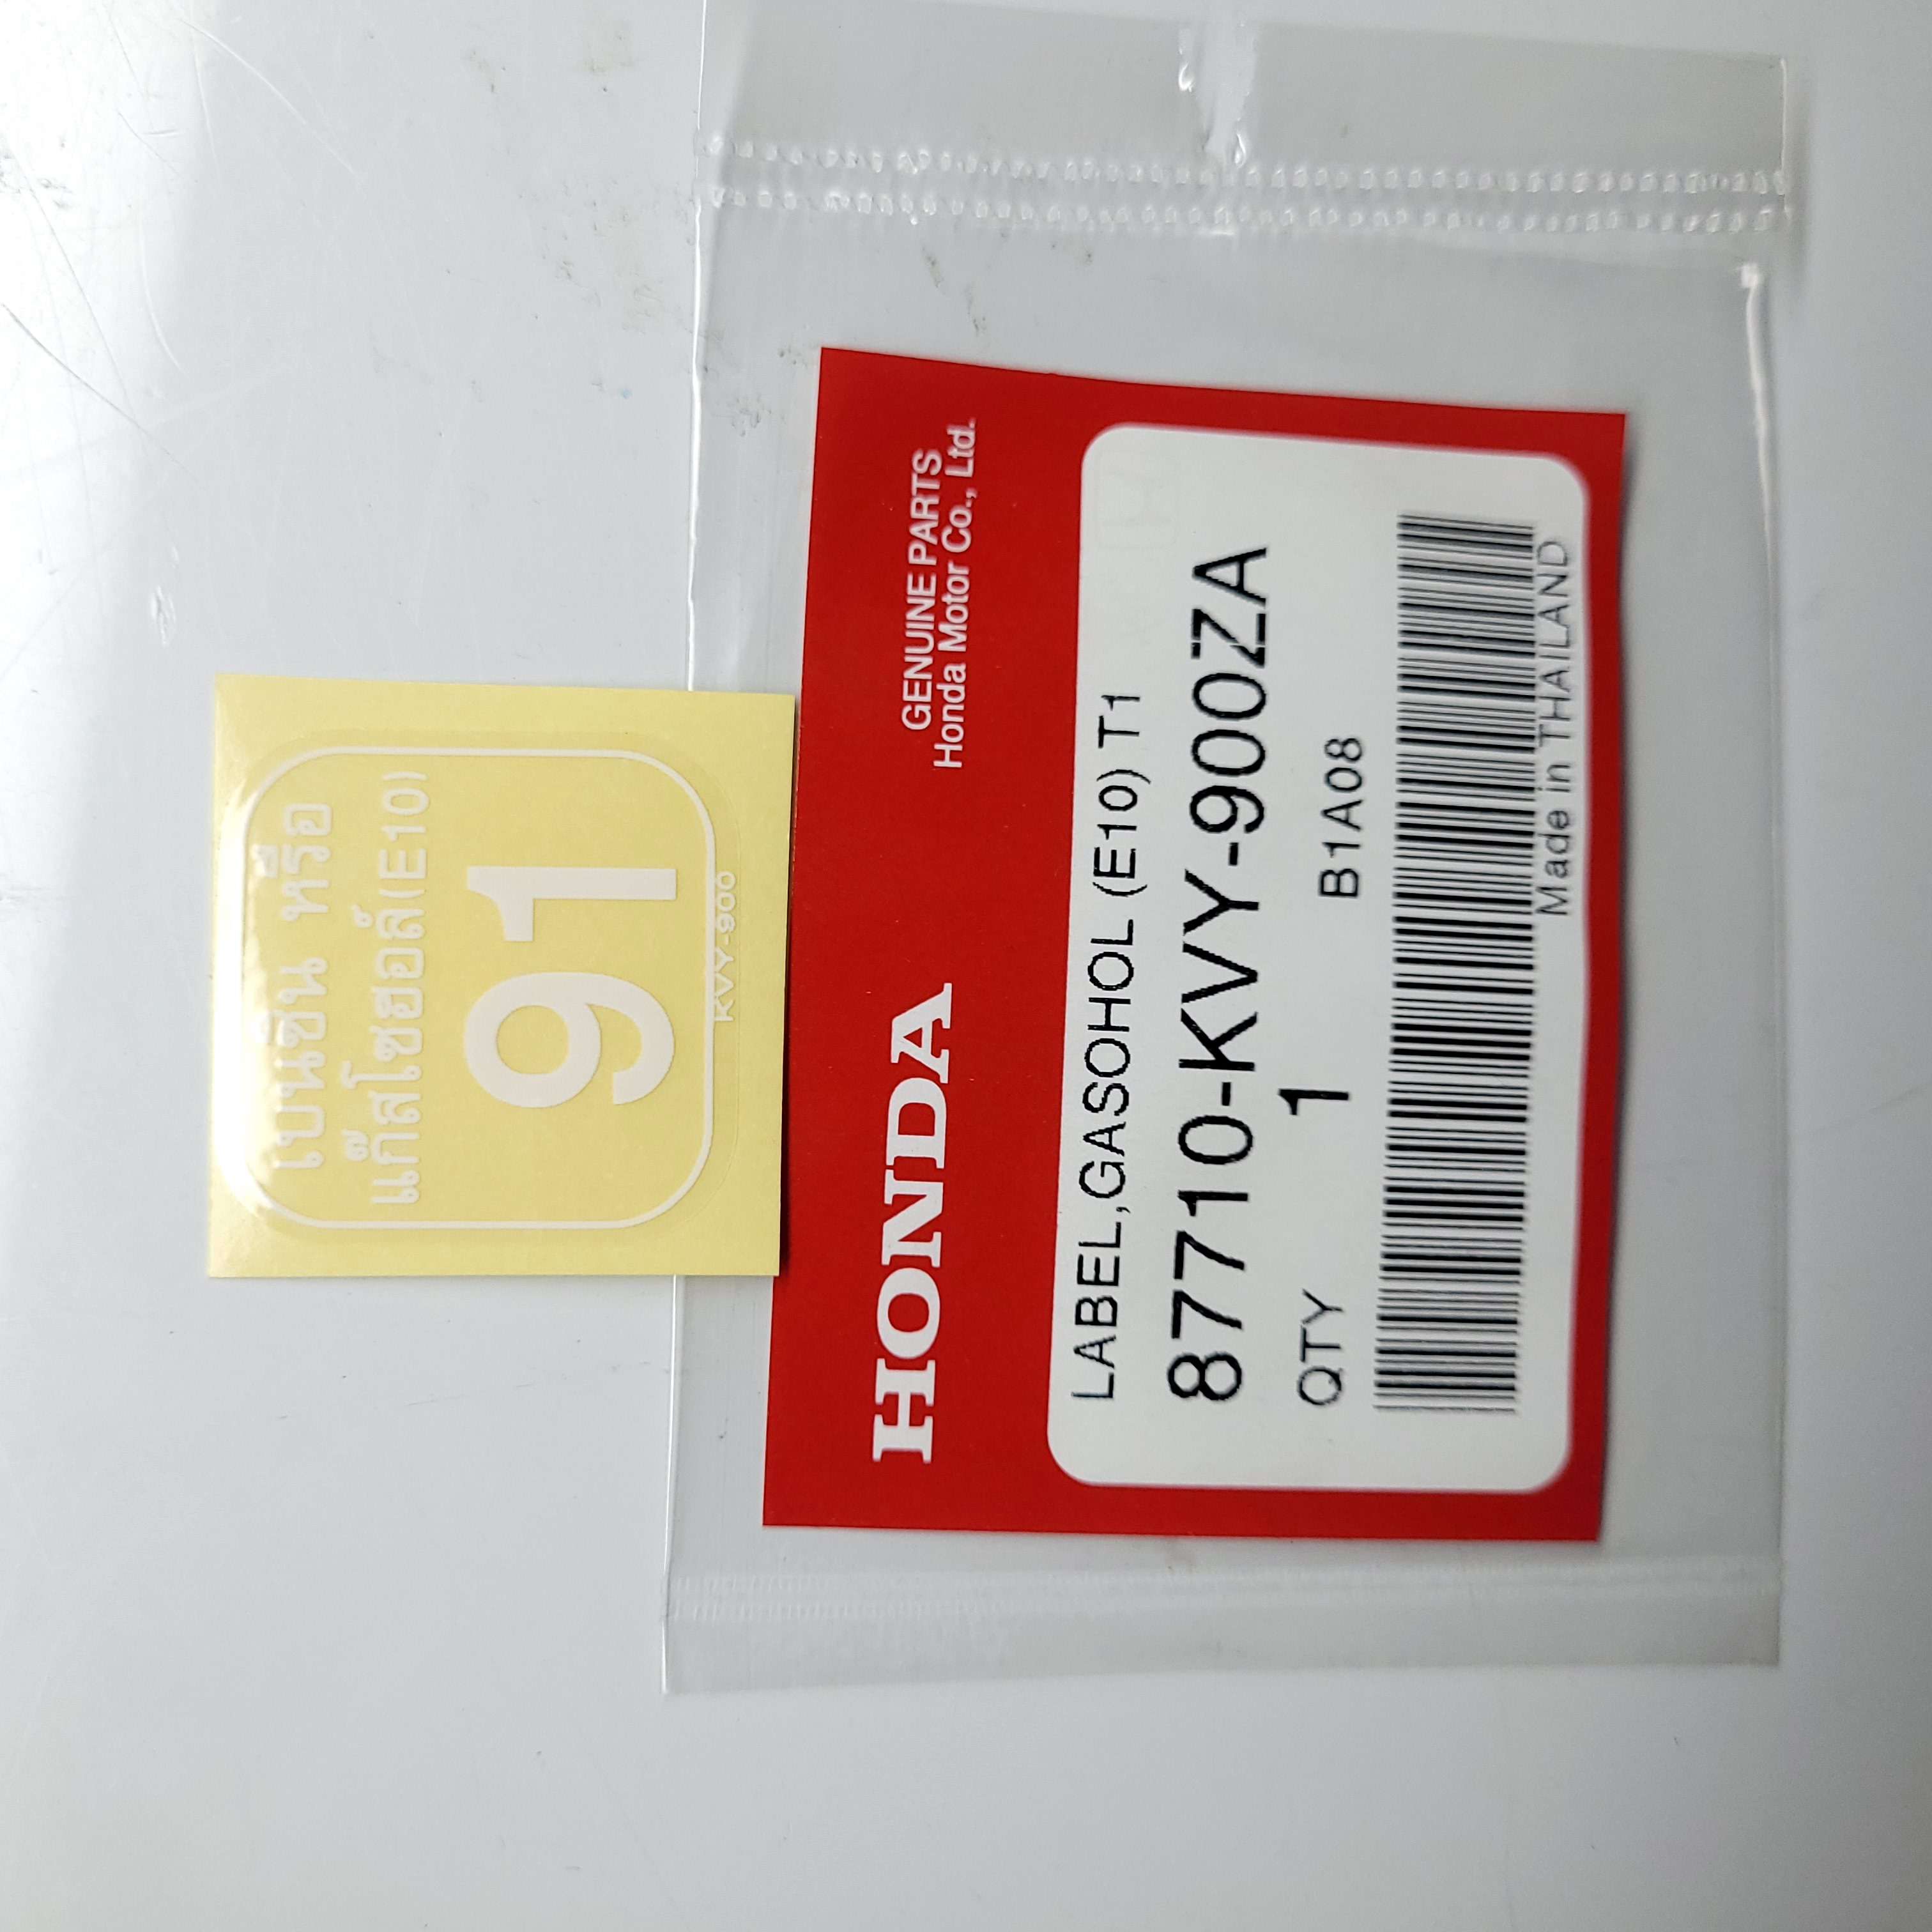 เบนซิน หรือ
แก๊สโซฮอล์(E10)
91
KVY-900
HONDA
GENUINE PARTS
Honda Motor Co., Ltd.
LABEL,GASOHOL (E10) T1
87710-KVY-900ZA
QTY 1 B1A08
Made in THAILAND